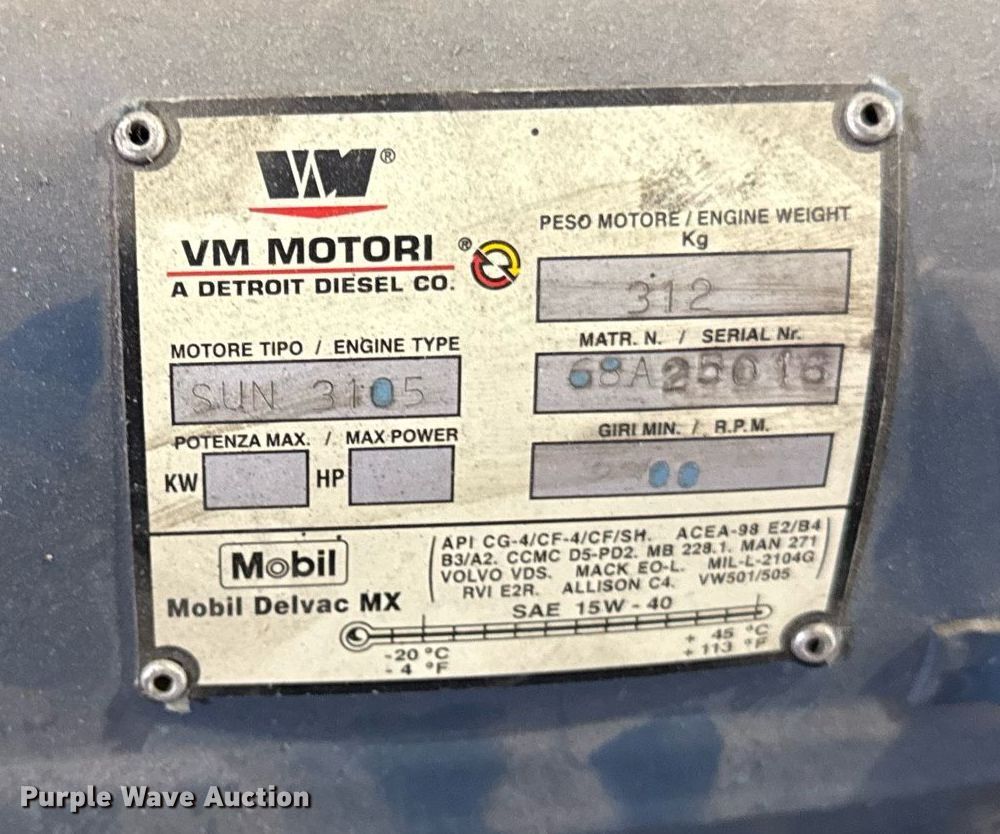 VM®
VM MOTORI ®
A DETROIT DIESEL CO.
PESO MOTORE / ENGINE WEIGHT
Kg
312
MOTORE TIPO / ENGINE TYPE
SUN 3105
MATR. N. / SERIAL Nr.
68A25016
POTENZA MAX. / MAX POWER
KW
HP
GIRI MIN. / R.P.M.
Mobil
Mobil Delvac MX
API CG-4/CF-4/CF/SH. ACEA-98 E2/B4
B3/A2. CCMC D5-PD2. MB 228.1. MAN 271
VOLVO VDS. MACK EO-L. MIL-L-2104G
RVI E2R. ALLISON C4. VW501/505
SAE 15W-40
-20 °C
- 4 °F
+ 45 °C
+ 113 °F
Purple Wave Auction